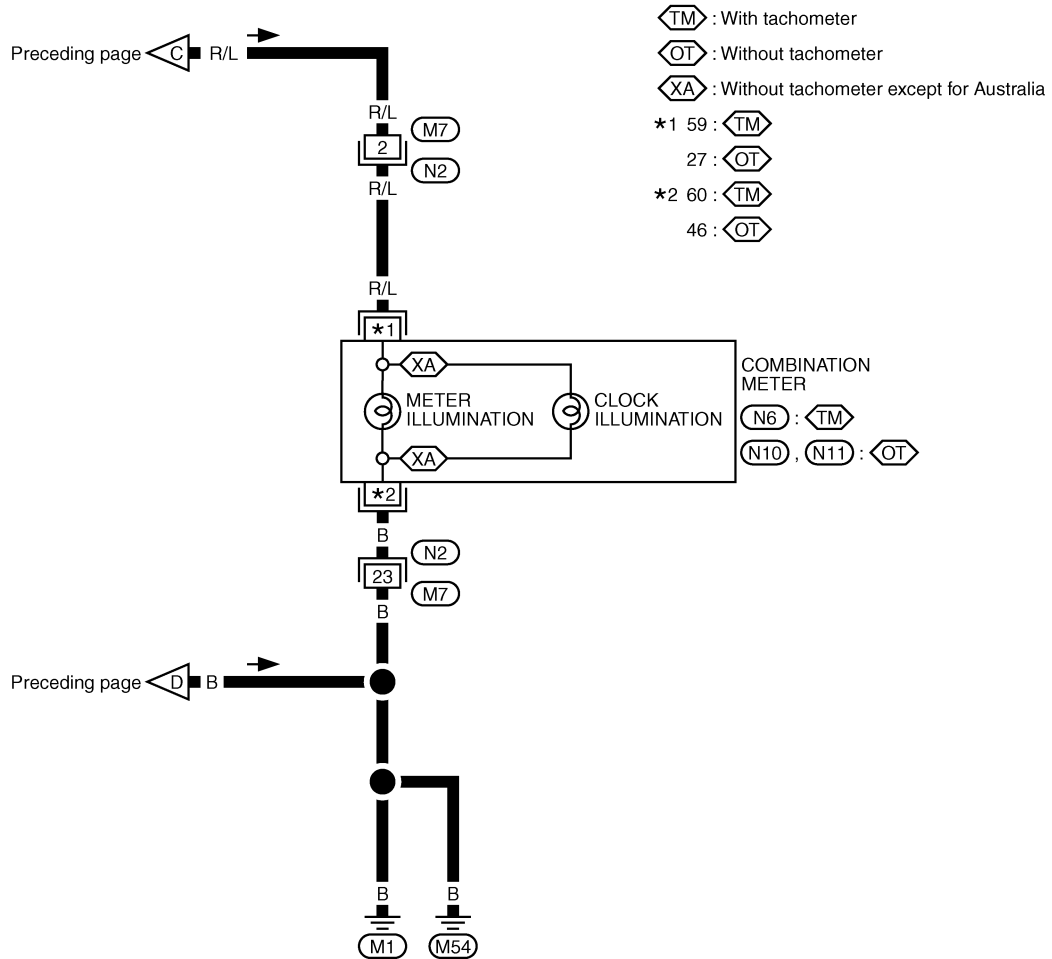 TM : With tachometer
Preceding page C R/L
OT : Without tachometer
XA : Without tachometer except for Australia
R/L
M7
*1 59 : TM
2
27 : OT
N2
R/L
*2 60 : TM
46 : OT
R/L
*1
XA
COMBINATION
METER
METER
ILLUMINATION
CLOCK
ILLUMINATION
N6 : TM
N10 , N11 : OT
XA
*2
B
N2
23
M7
B
Preceding page D B
B
B
M1
M54